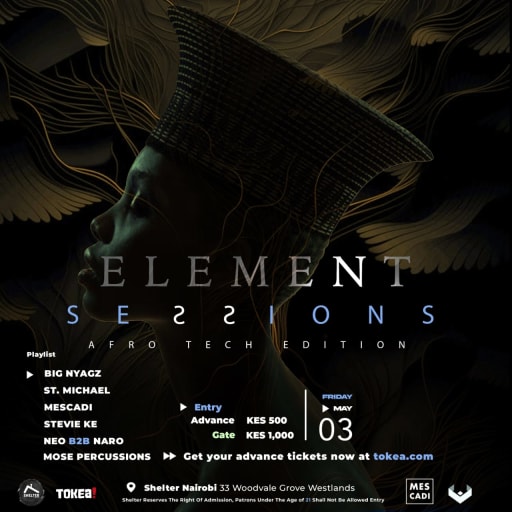 ELEMENT
SESSIONS
AFRO TECH EDITION
Playlist
BIG NYAGZ
ST. MICHAEL
MESCADI
STEVIE KE
NEO B2B NARO
MOSE PERCUSSIONS
Entry
Advance KES 500
Gate KES 1,000
FRIDAY
MAY
03
Get your advance tickets now at tokea.com
SHELTER
TOKEA!
Shelter Nairobi 33 Woodvale Grove Westlands
Shelter Reserves The Right Of Admission, Patrons Under The Age of 21 Shall Not Be Allowed Entry
MES
CADI